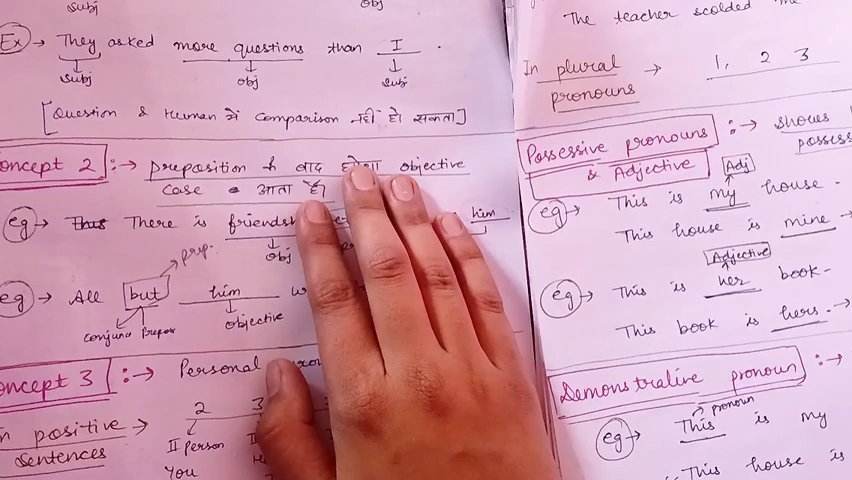 Subj
Obj
Ex → They asked more questions than I.
Subj obj Subj
[Question & Human में Comparison नहीं हो सकता]
Concept 2 :→ preposition के बाद हमेशा objective
case आता है
eg → There is him
obj
prep.
eg → All but him
conjunc Prepos objective
Concept 3 :→ Personal
2 3
In positive →
Sentences
II person
You
The teacher scolded me
In plural → 1, 2 3
pronouns
Possessive pronouns :→ shows
& Adjective possess
Adj
eg → This is my house.
This house is mine →
Adjective
eg → This is her book.
This book is hers. →
Demonstrative pronoun :→
pronoun
eg → This is my
This house is